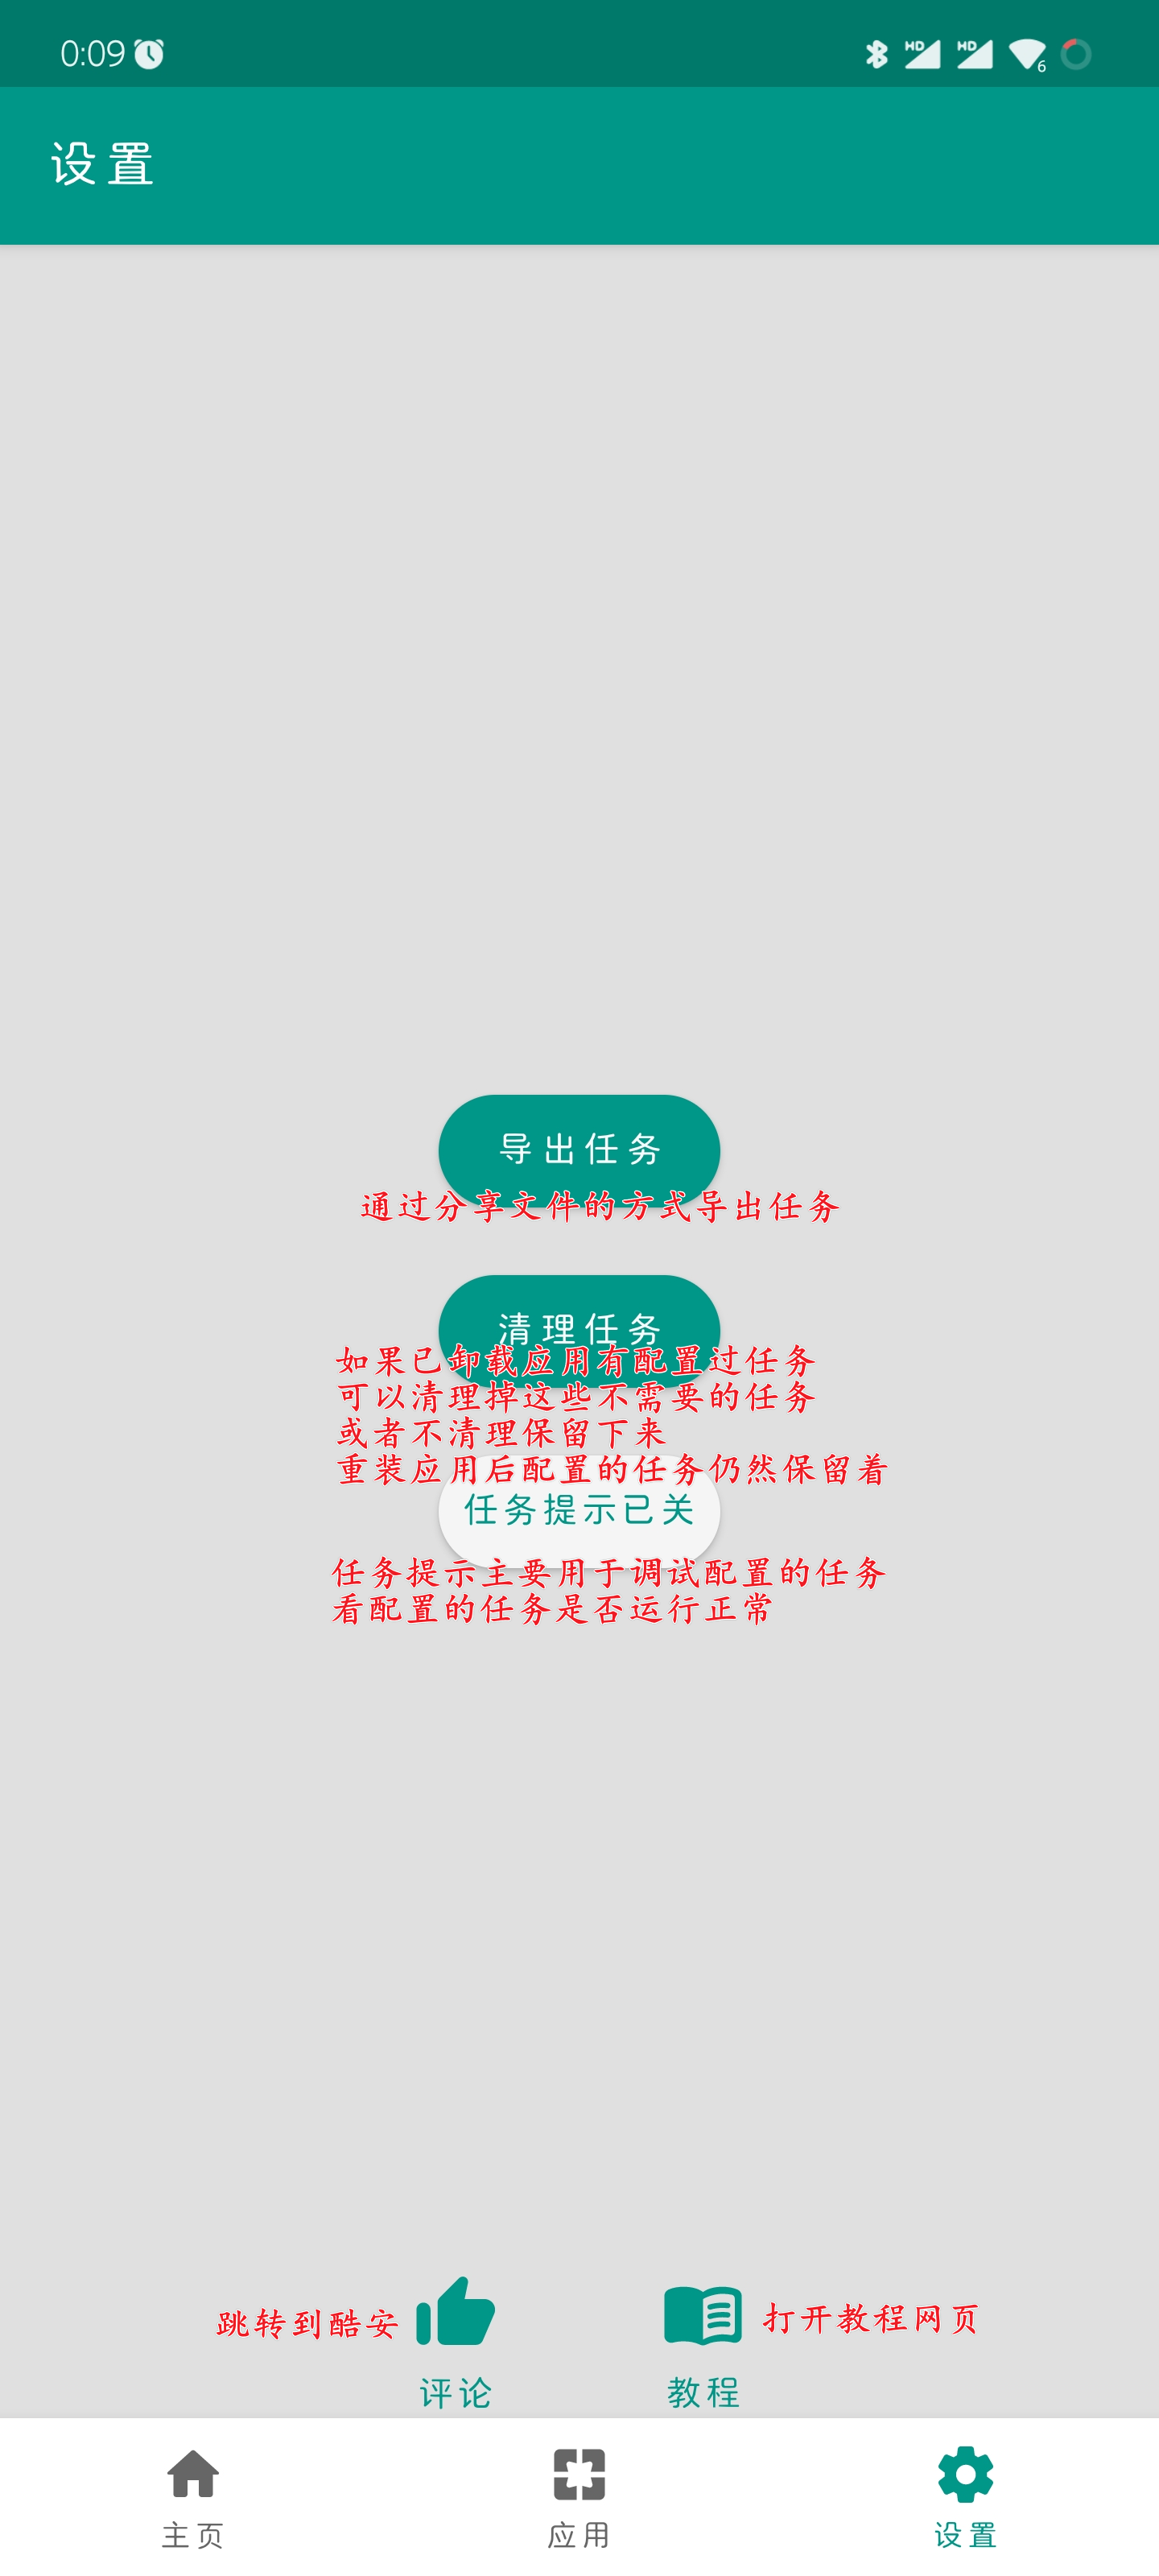 0:09
HD HD 6
设置
导出任务
通过分享文件的方式导出任务
清理任务
如果已卸载应用有配置过任务
可以清理掉这些不需要的任务
或者不清理保留下来
重装应用后配置的任务仍然保留着
任务提示已关
任务提示主要用于调试配置的任务
看配置的任务是否运行正常
跳转到酷安
打开教程网页
评论
教程
主页
应用
设置